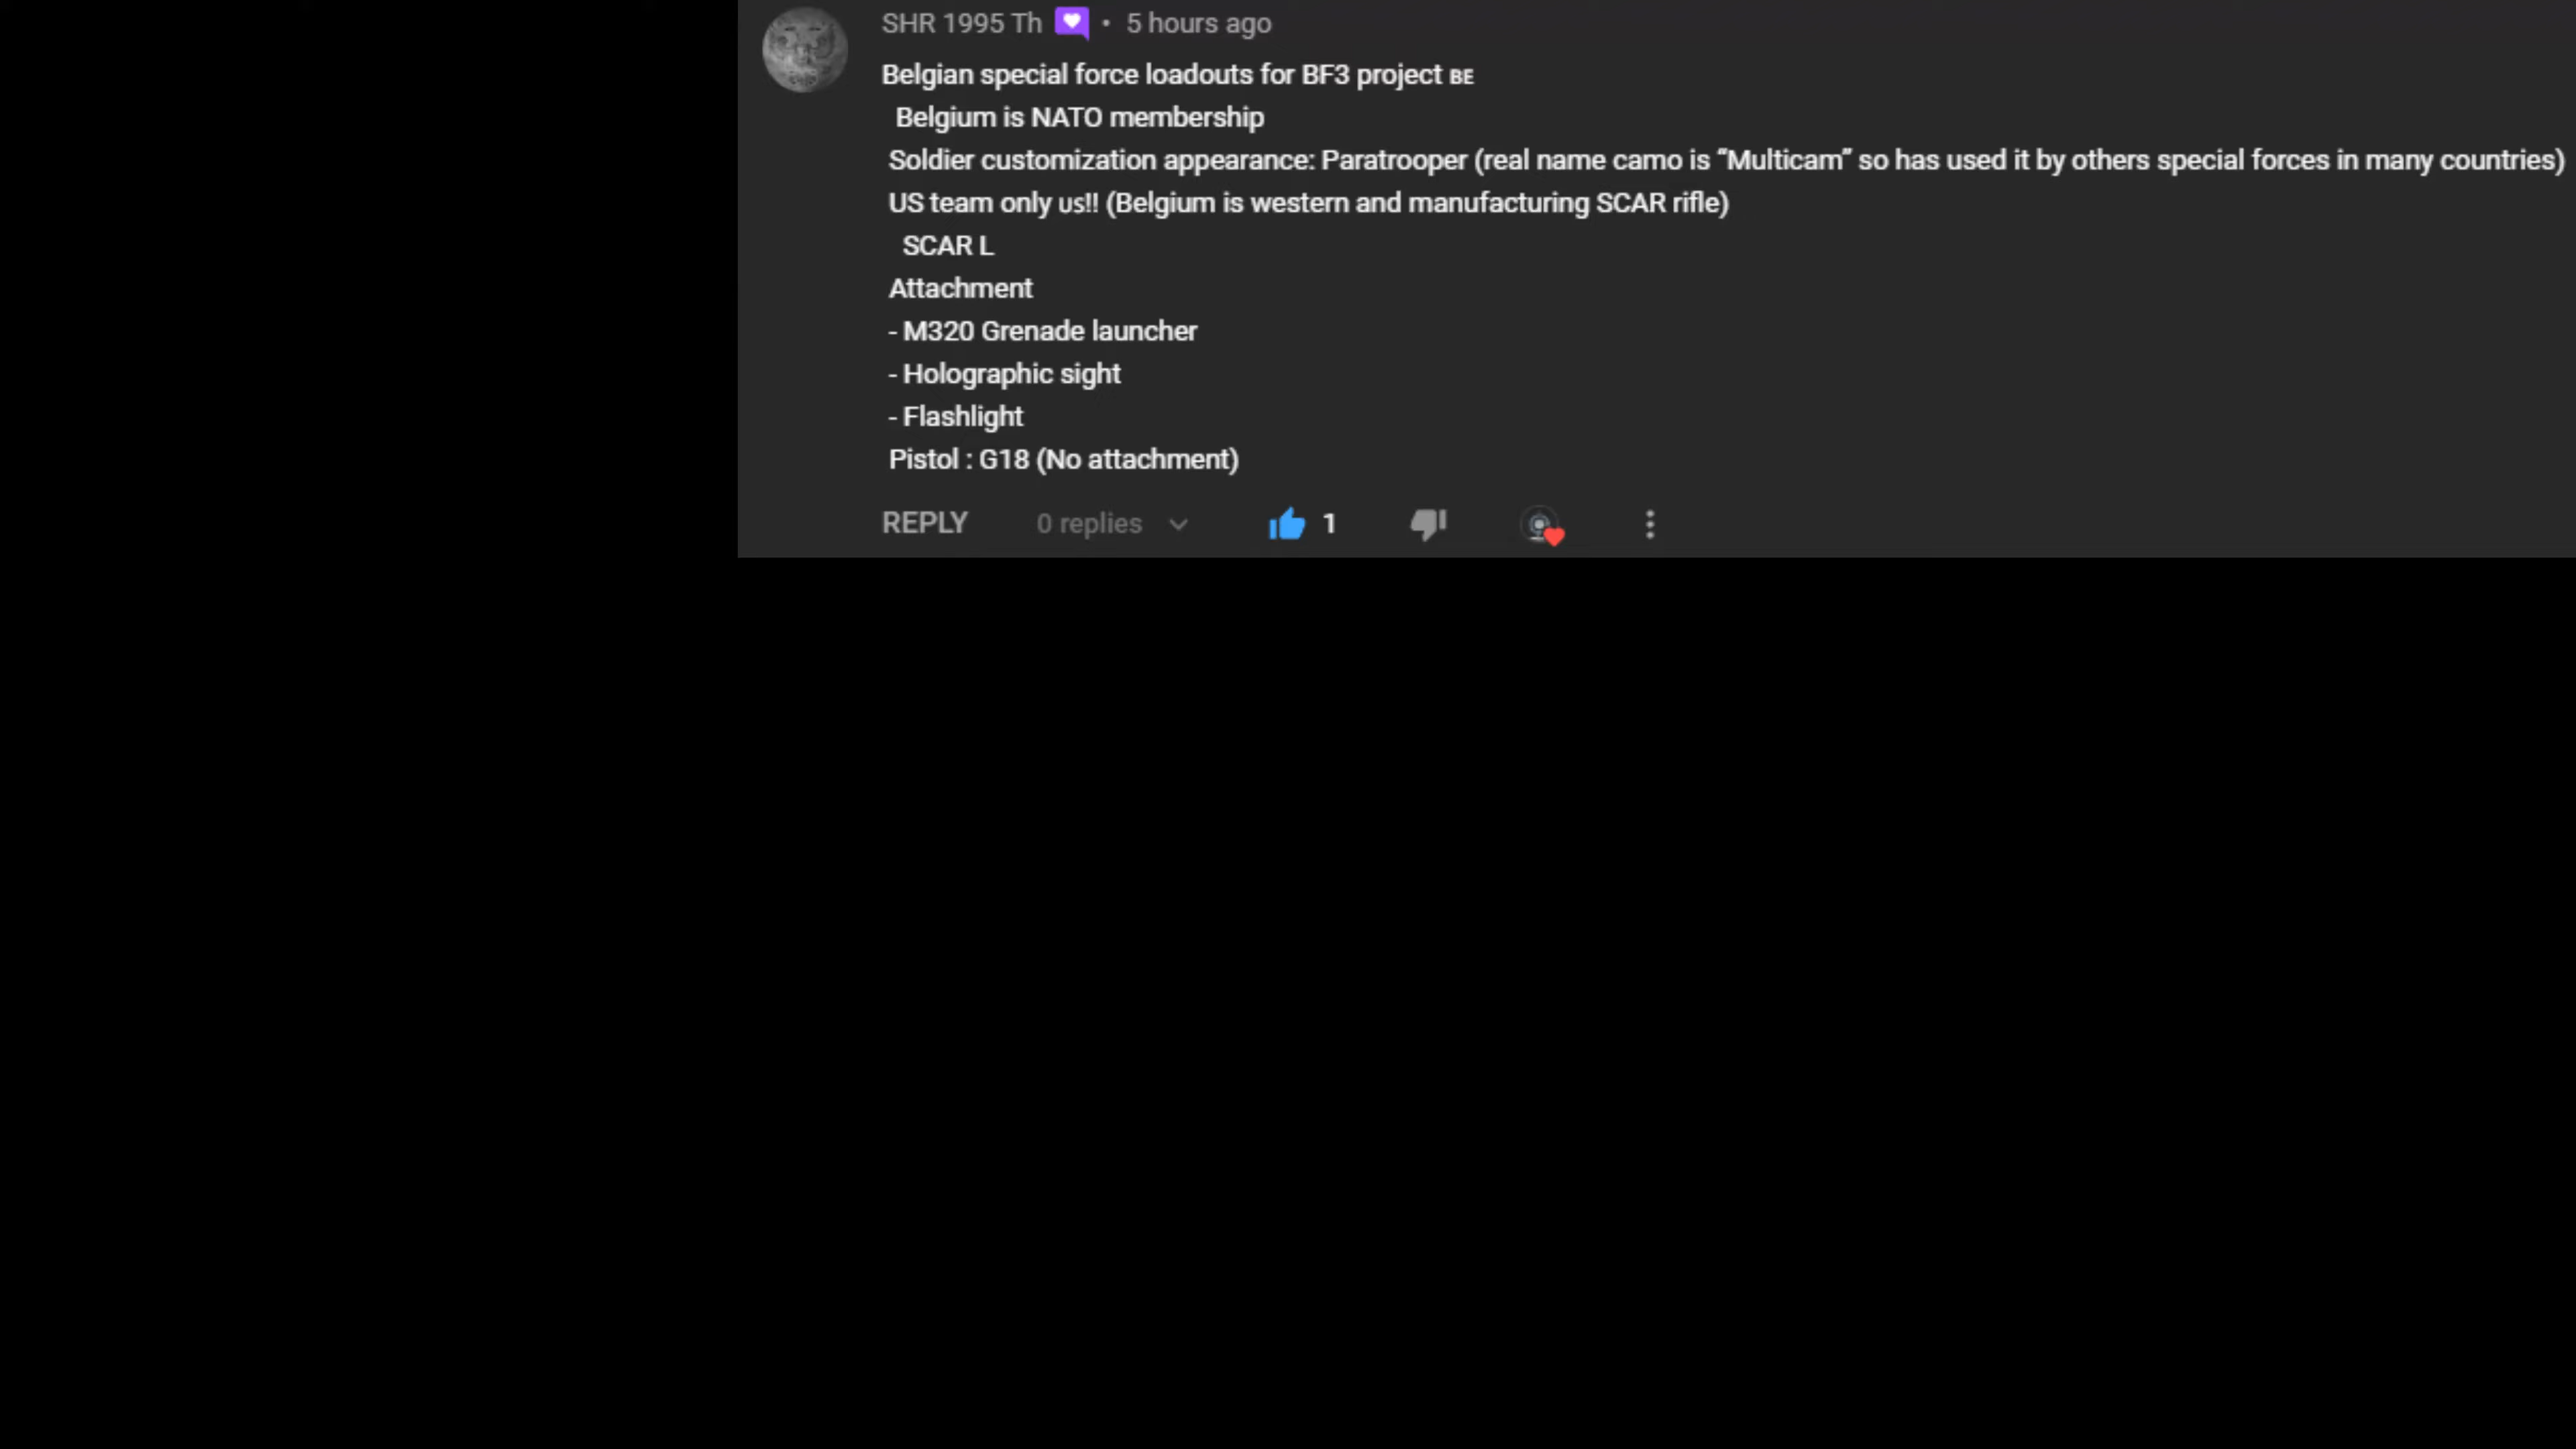 SHR 1995 Th • 5 hours ago
Belgian special force loadouts for BF3 project BE
Belgium is NATO membership
Soldier customization appearance: Paratrooper (real name camo is “Multicam” so has used it by others special forces in many countries)
US team only us!! (Belgium is western and manufacturing SCAR rifle)
SCAR L
Attachment
- M320 Grenade launcher
- Holographic sight
- Flashlight
Pistol : G18 (No attachment)
REPLY 0 replies 1